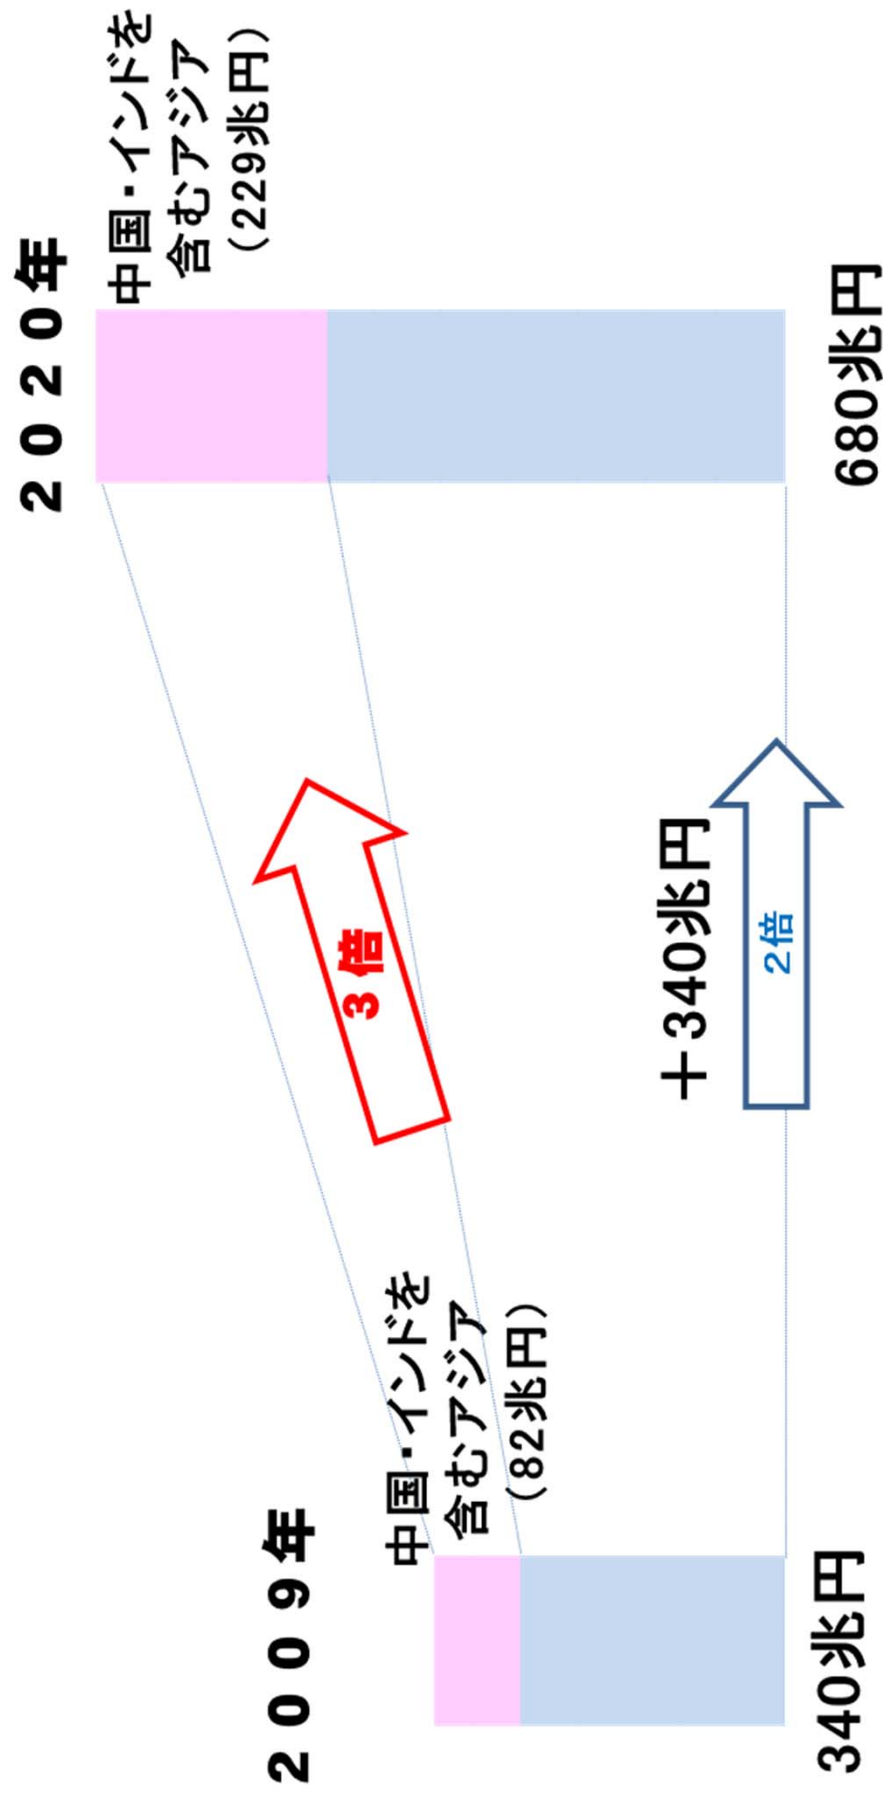 ２００９年
中国・インドを
含むアジア
（82兆円）
340兆円
３倍
＋340兆円
2倍
２０２０年
中国・インドを
含むアジア
（229兆円）
680兆円